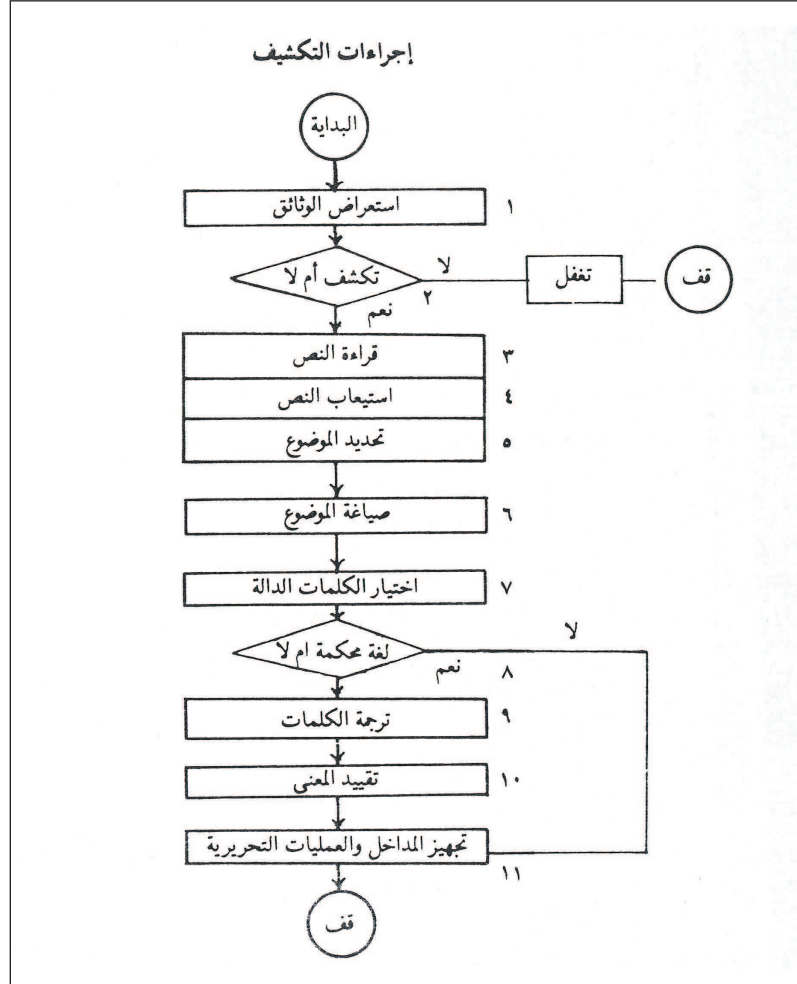 إجراءات التكشيف
البداية
استعراض الوثائق ١
تكشف أم لا
لا
تغفل
قف
٢
نعم
قراءة النص ٣
استيعاب النص ٤
تحديد الموضوع ٥
صياغة الموضوع ٦
اختيار الكلمات الدالة ٧
لغة محكمة ام لا
لا
نعم
٨
ترجمة الكلمات ٩
تقييد المعنى ١٠
تجهيز المداخل والعمليات التحريرية
١١
قف